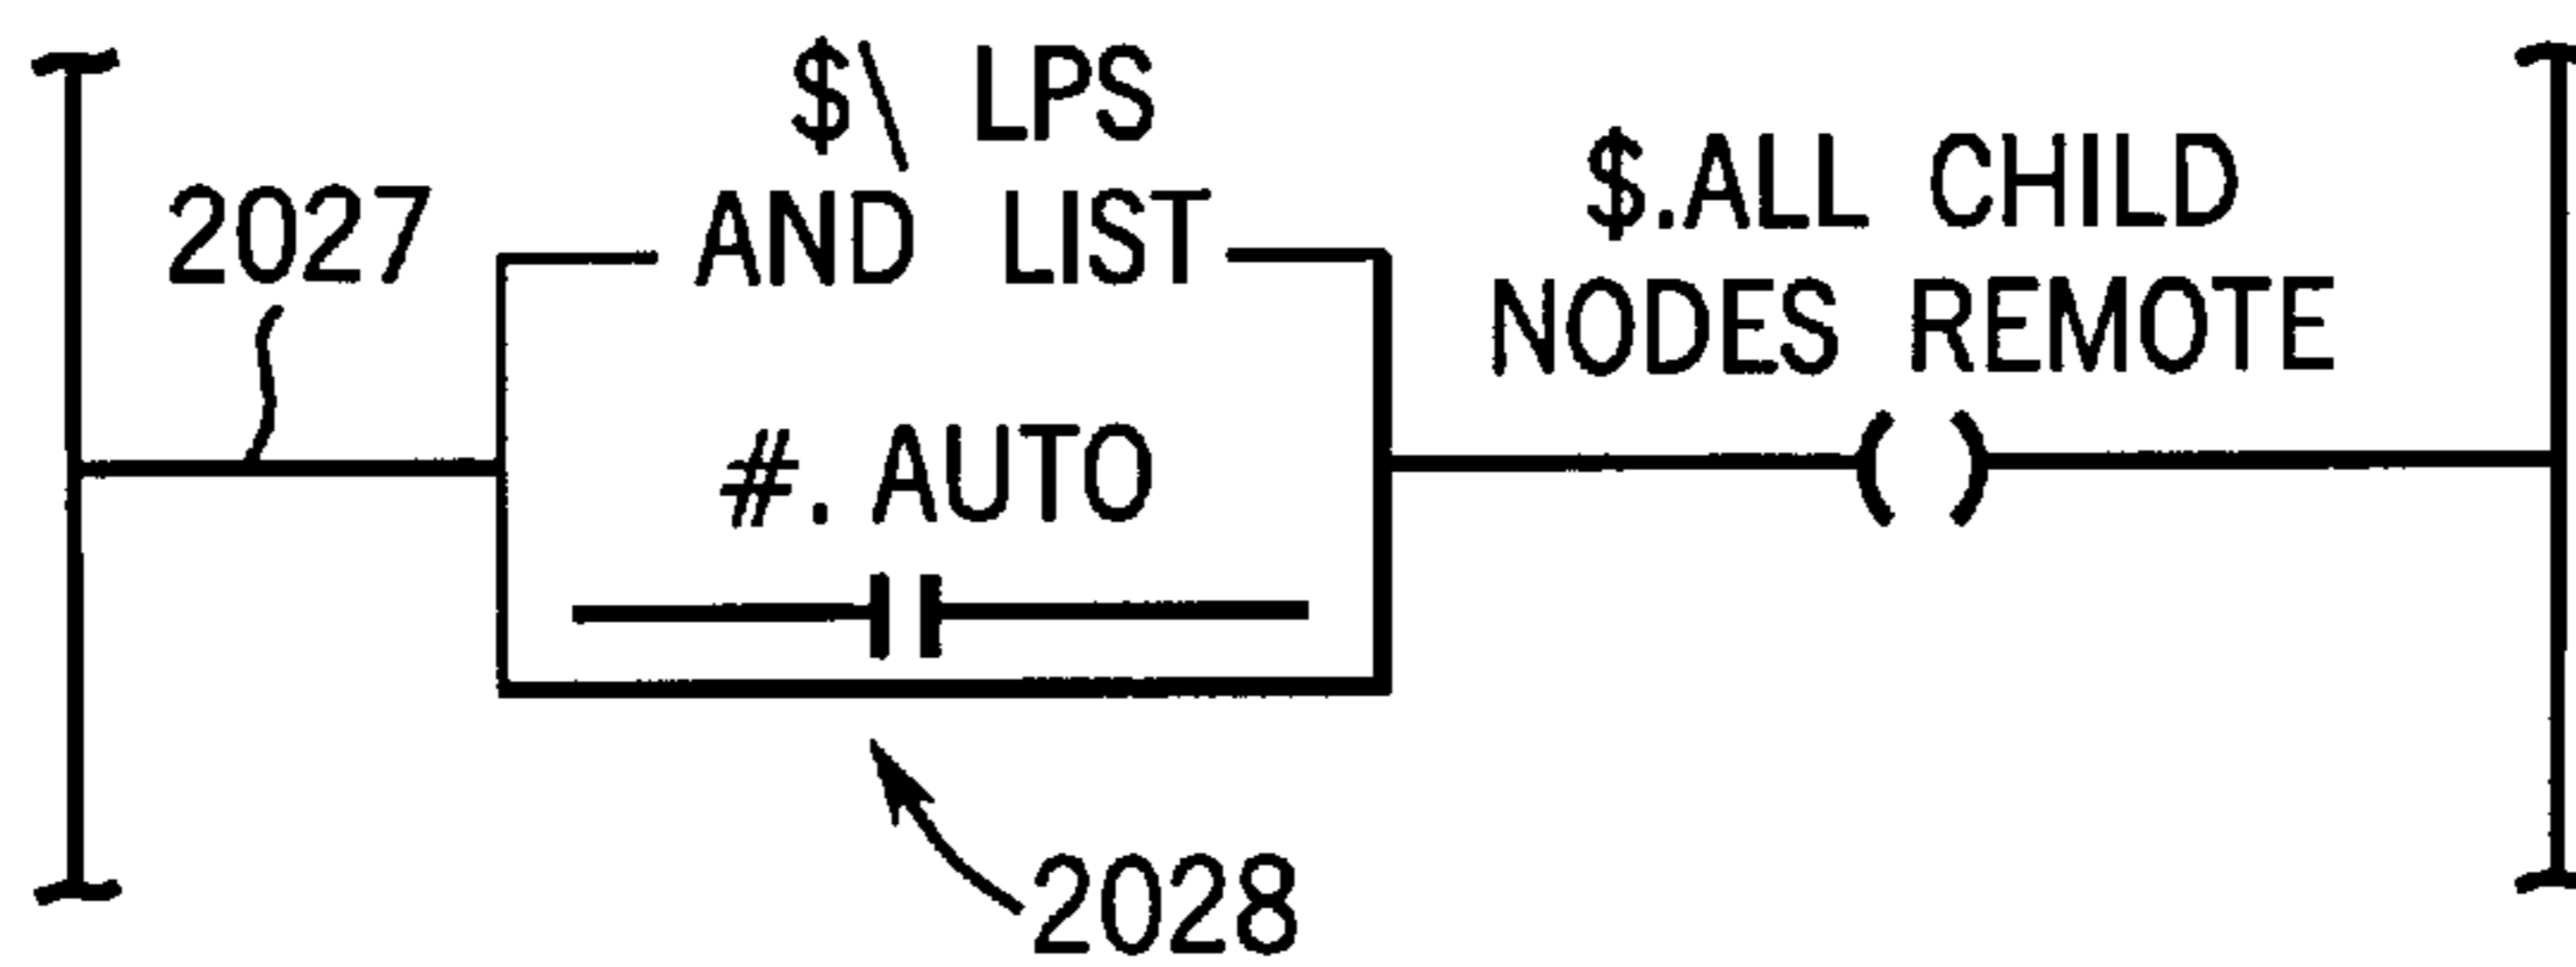 $\ LPS
AND LIST
2027
$.ALL CHILD
NODES REMOTE
#. AUTO
2028